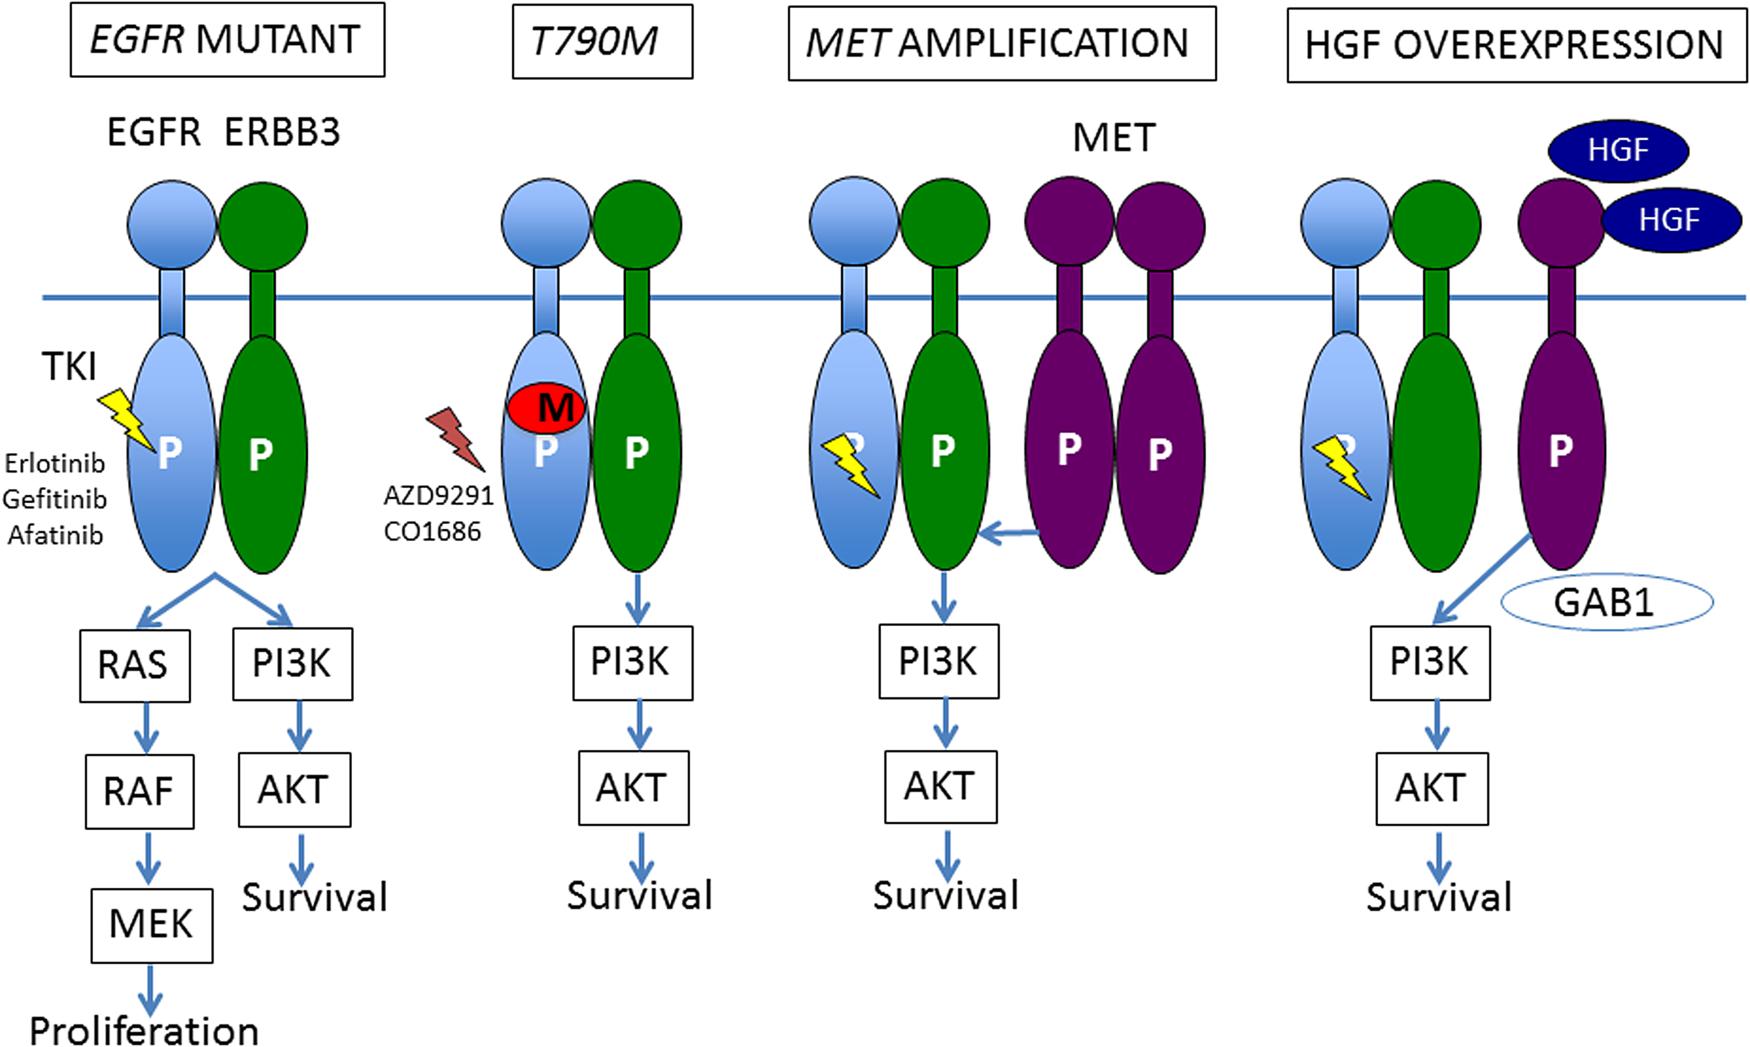 EGFR MUTANT
T790M
MET AMPLIFICATION
HGF OVEREXPRESSION
EGFR ERBB3
MET
HGF
HGF
TKI
P
P
Erlotinib
Gefitinib
Afatinib
M
P
P
AZD9291
CO1686
P
P
P
P
P
P
GAB1
RAS
PI3K
PI3K
PI3K
PI3K
RAF
AKT
AKT
AKT
AKT
MEK
Survival
Survival
Survival
Survival
Proliferation